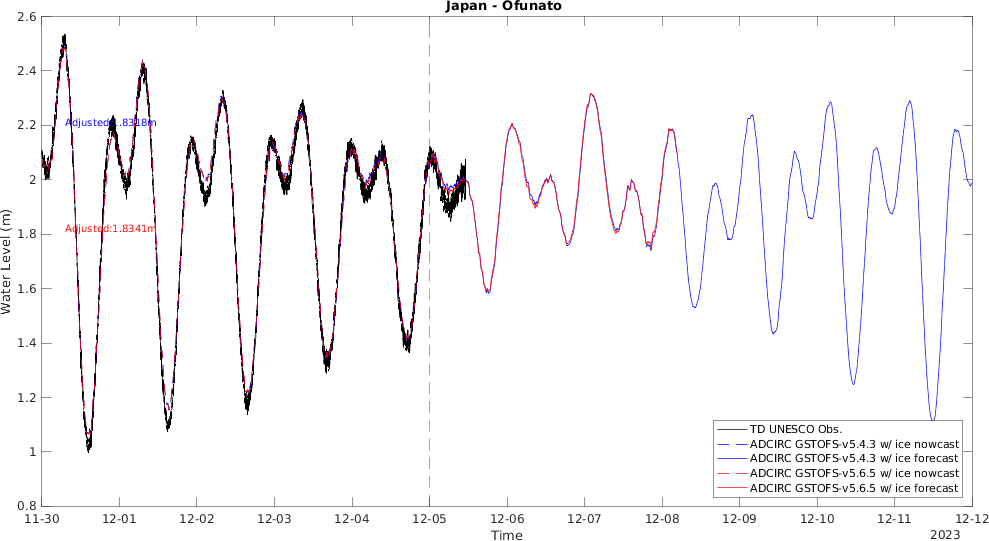 Japan - Ofunato
2.6
2.4
2.2
2
1.8
1.6
1.4
1.2
1
0.8
Water Level (m)
Adjusted:1.8318m
Adjusted:1.8341m
TD UNESCO Obs.
ADCIRC GSTOFS-v5.4.3 w/ ice nowcast
ADCIRC GSTOFS-v5.4.3 w/ ice forecast
ADCIRC GSTOFS-v5.6.5 w/ ice nowcast
ADCIRC GSTOFS-v5.6.5 w/ ice forecast
11-30 12-01 12-02 12-03 12-04 12-05 12-06 12-07 12-08 12-09 12-10 12-11 12-12
Time
2023